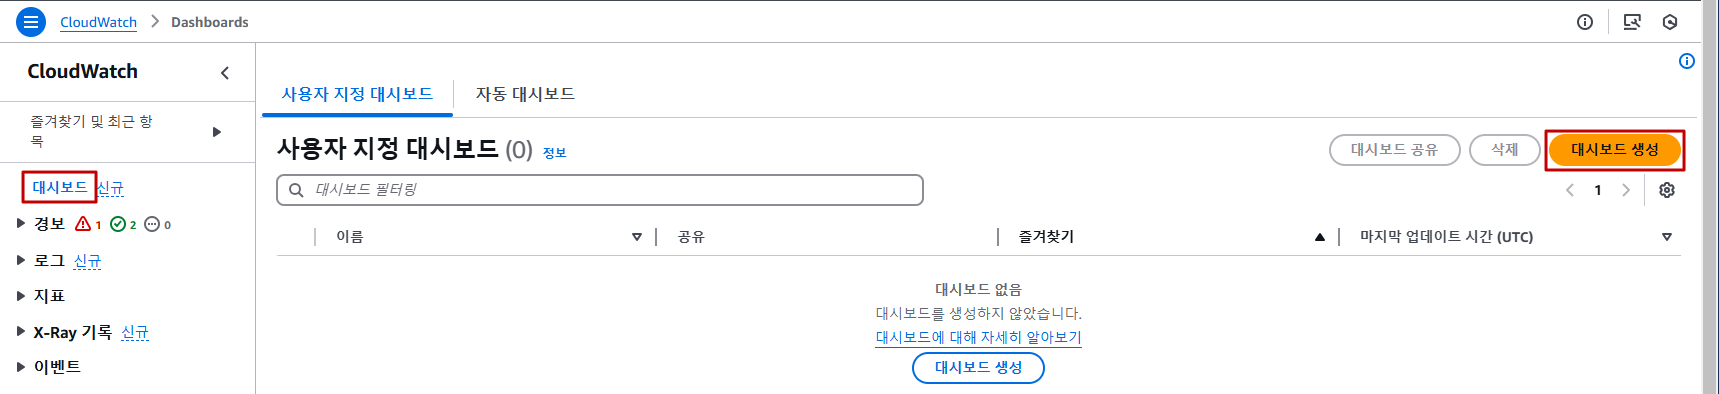 CloudWatch > Dashboards
CloudWatch
즐겨찾기 및 최근 항
목
대시보드 신규
경보 1 2 0
로그 신규
지표
X-Ray 기록 신규
이벤트
사용자 지정 대시보드
자동 대시보드
사용자 지정 대시보드 (0) 정보
대시보드 공유
삭제
대시보드 생성
대시보드 필터링
1
이름
공유
즐겨찾기
마지막 업데이트 시간 (UTC)
대시보드 없음
대시보드를 생성하지 않았습니다.
대시보드에 대해 자세히 알아보기
대시보드 생성